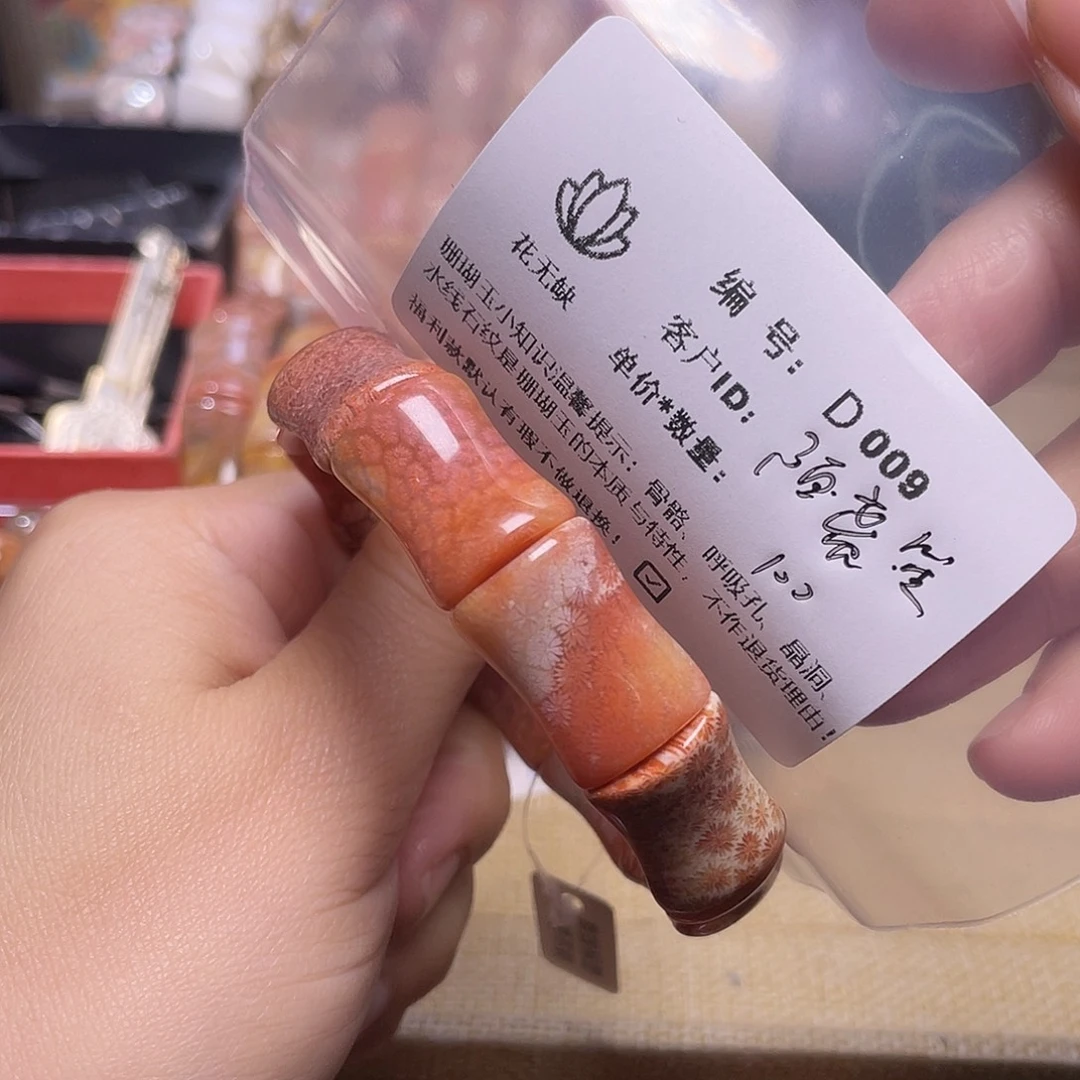 花无缺
编号: D009
客户ID:
单价*数量: 100
珊瑚玉小知识温馨提示: 骨骼、呼吸孔、晶洞、
水线石纹是珊瑚玉的本质与特性, 不作退货理由!
福利款默认有瑕不做退换! ☑